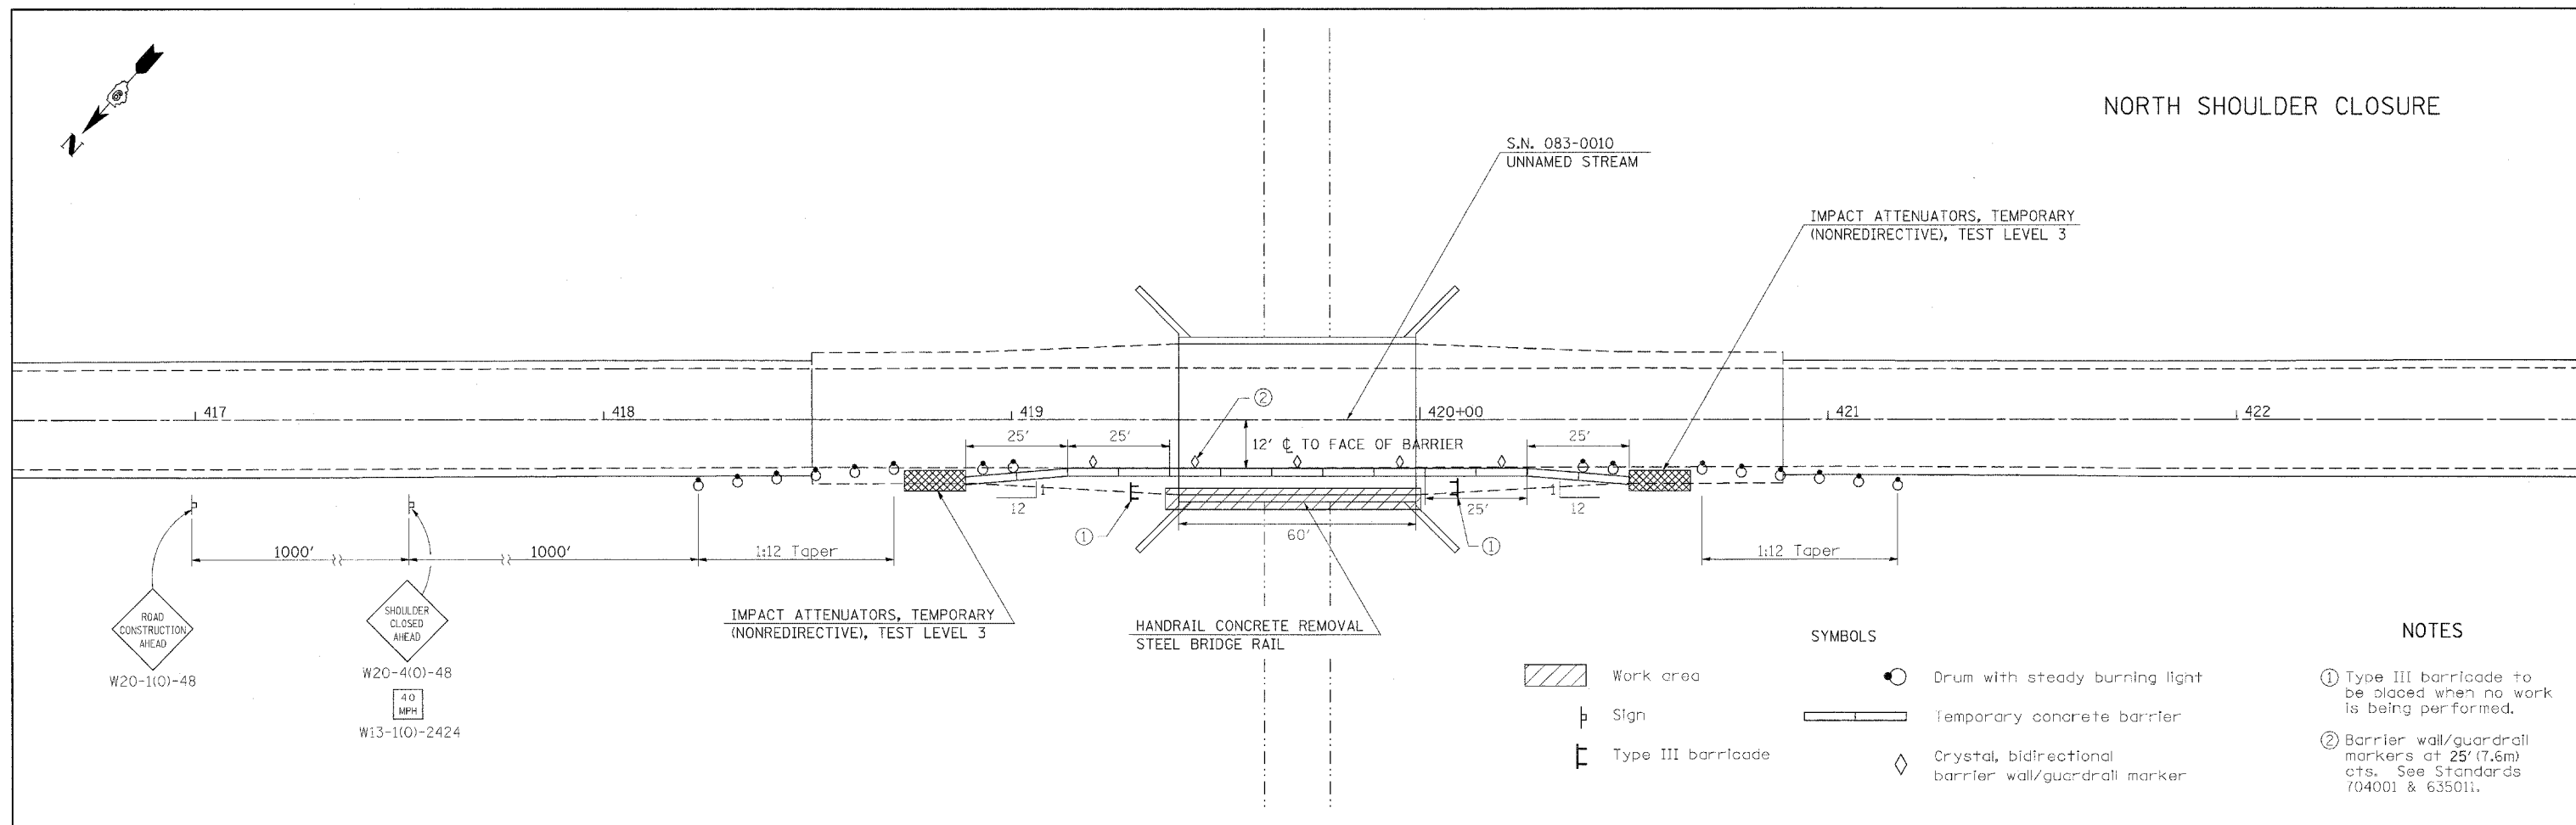 N
NORTH SHOULDER CLOSURE
S.N. 083-0010
UNNAMED STREAM
IMPACT ATTENUATORS, TEMPORARY
(NONREDIRECTIVE), TEST LEVEL 3
417
418
419
420+00
421
422
②
25'
25'
12' ℄ TO FACE OF BARRIER
25'
1
12
25'
1
12
60'
①
①
1000'
1000'
1:12 Taper
1:12 Taper
ROAD
CONSTRUCTION
AHEAD
W20-1(O)-48
SHOULDER
CLOSED
AHEAD
W20-4(O)-48
40
MPH
W13-1(O)-2424
IMPACT ATTENUATORS, TEMPORARY
(NONREDIRECTIVE), TEST LEVEL 3
HANDRAIL CONCRETE REMOVAL
STEEL BRIDGE RAIL
SYMBOLS
Work area
Sign
Type III barricade
Drum with steady burning light
Temporary concrete barrier
Crystal, bidirectional
barrier wall/guardrail marker
NOTES
① Type III barricade to
be placed when no work
is being performed.
② Barrier wall/guardrail
markers at 25' (7.6m)
cts. See Standards
704001 & 635011.